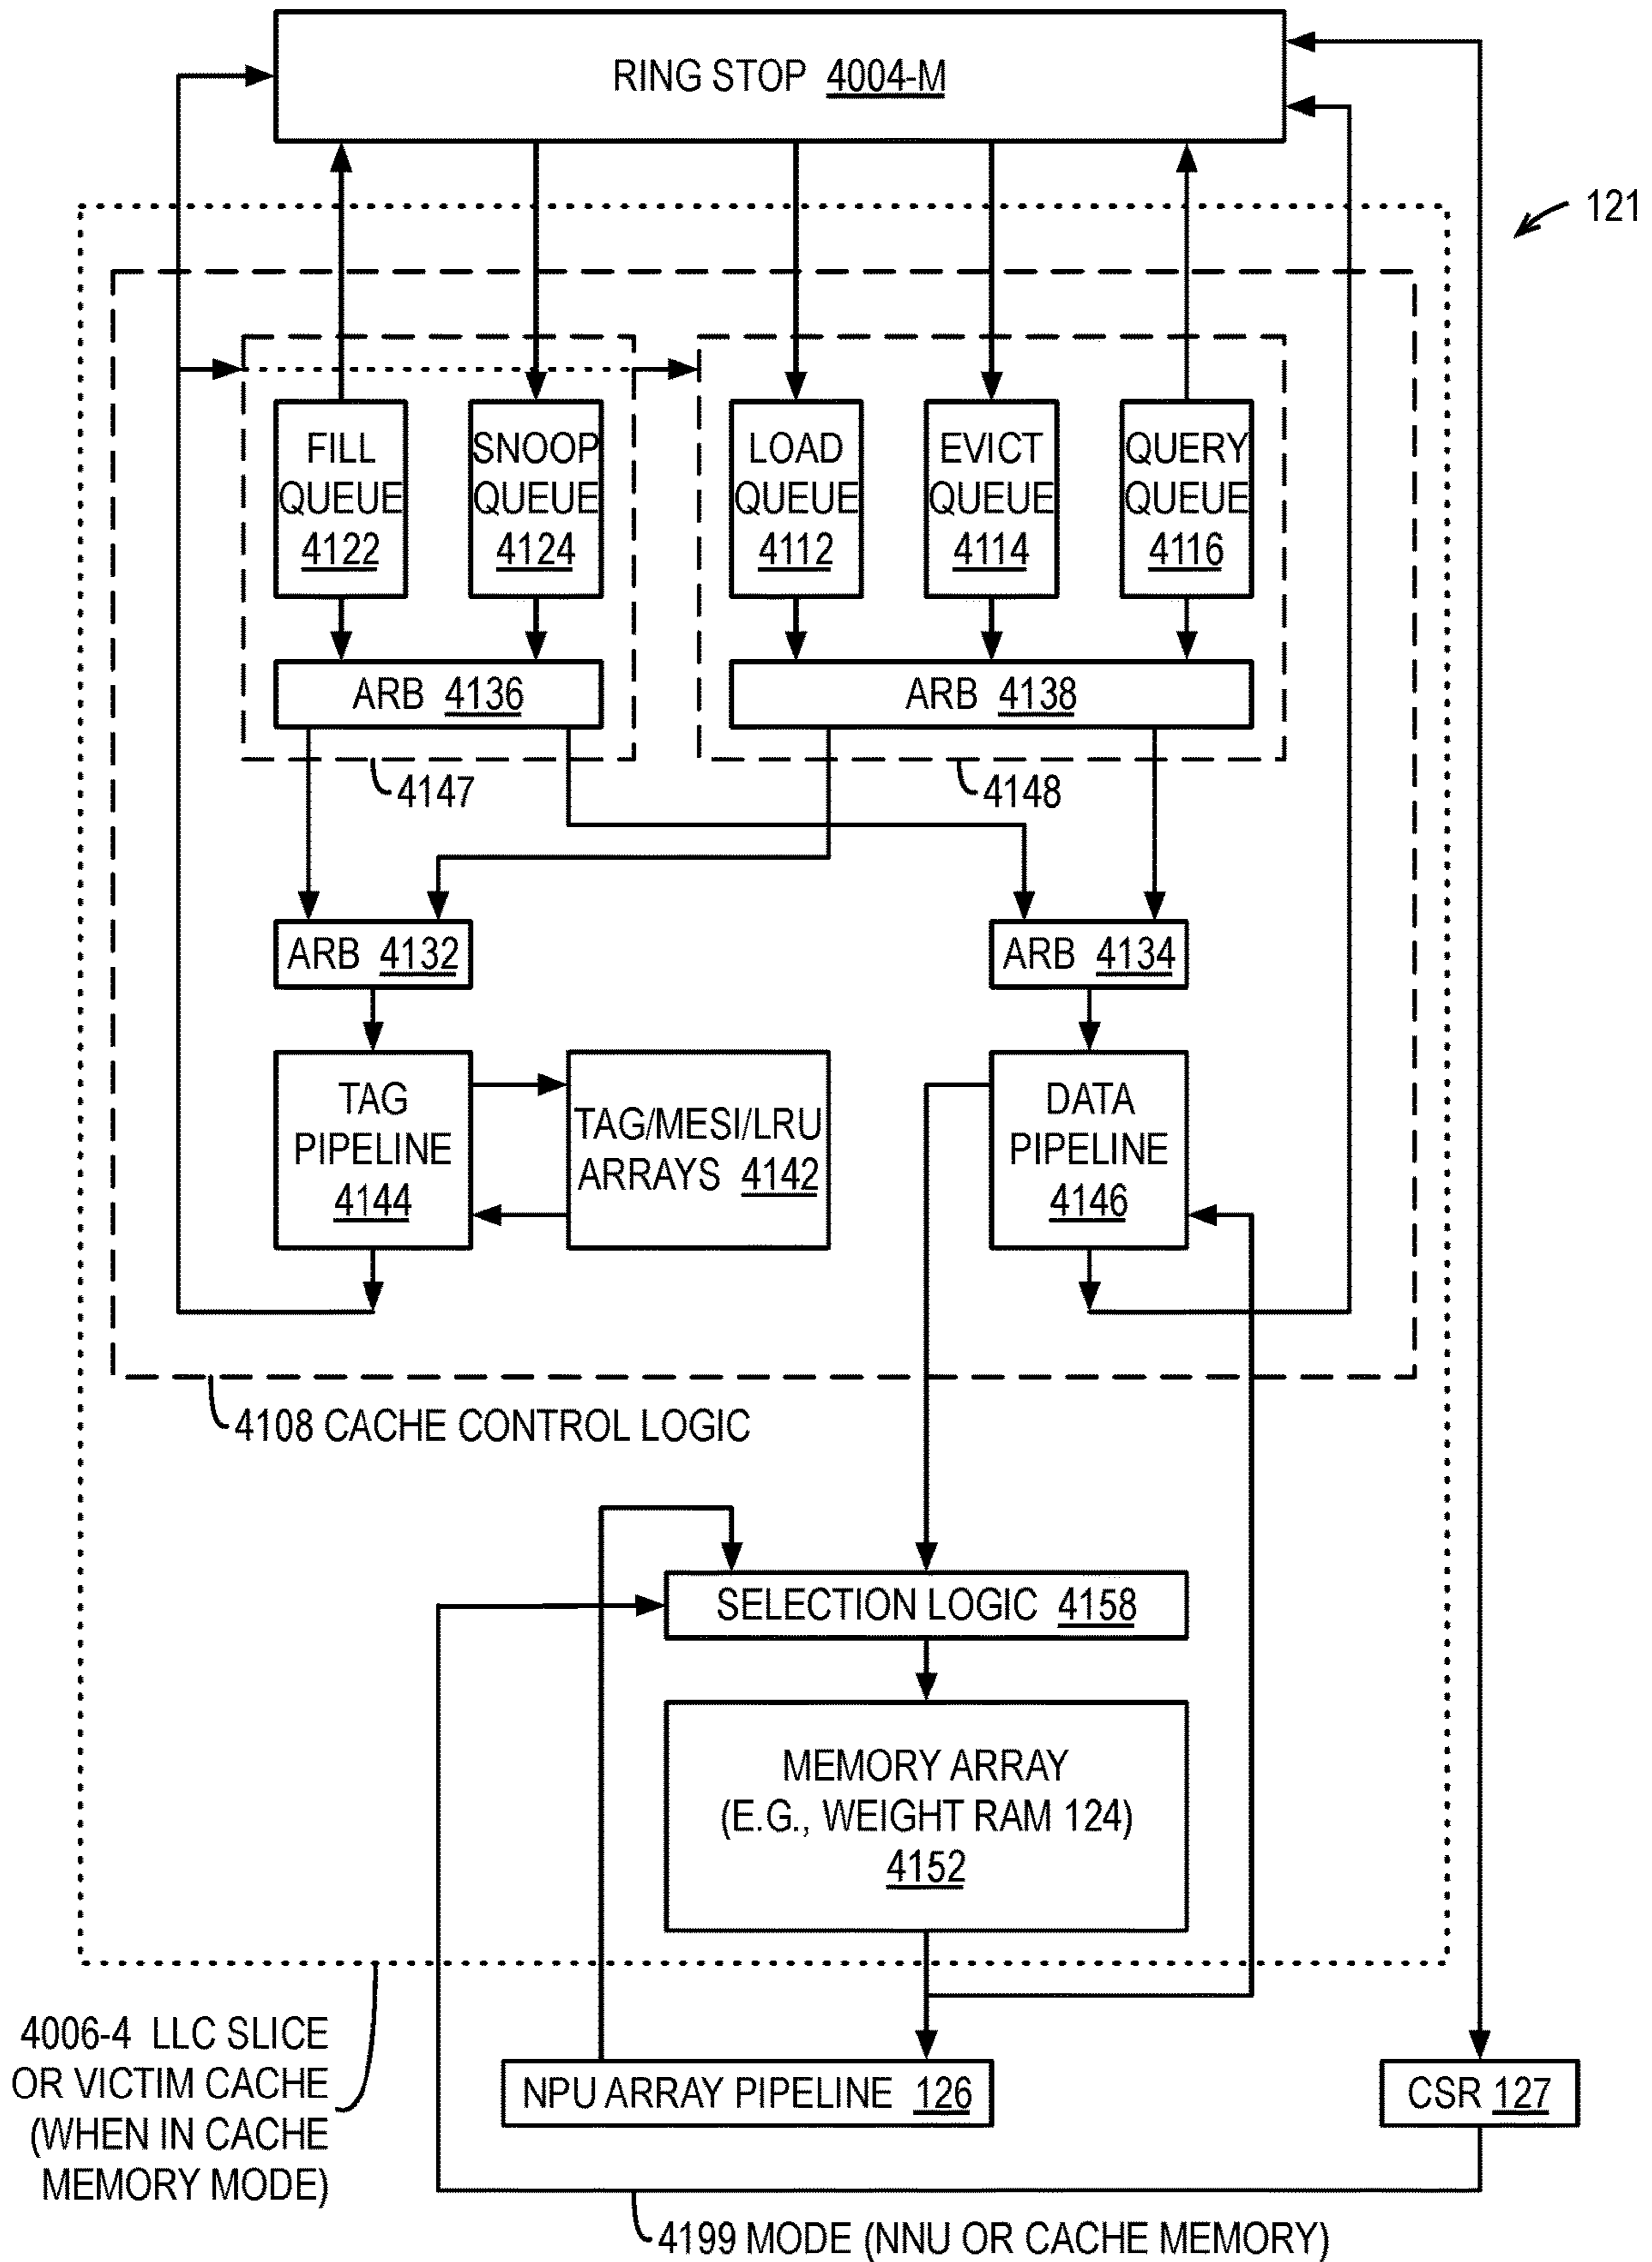 RING STOP 4004-M
121
FILL
QUEUE
4122
SNOOP
QUEUE
4124
LOAD
QUEUE
4112
EVICT
QUEUE
4114
QUERY
QUEUE
4116
ARB 4136
ARB 4138
4147
4148
ARB 4132
ARB 4134
TAG
PIPELINE
4144
TAG/MESI/LRU
ARRAYS 4142
DATA
PIPELINE
4146
4108 CACHE CONTROL LOGIC
SELECTION LOGIC 4158
MEMORY ARRAY
(E.G., WEIGHT RAM 124)
4152
4006-4 LLC SLICE
OR VICTIM CACHE
(WHEN IN CACHE
MEMORY MODE)
NPU ARRAY PIPELINE 126
CSR 127
4199 MODE (NNU OR CACHE MEMORY)